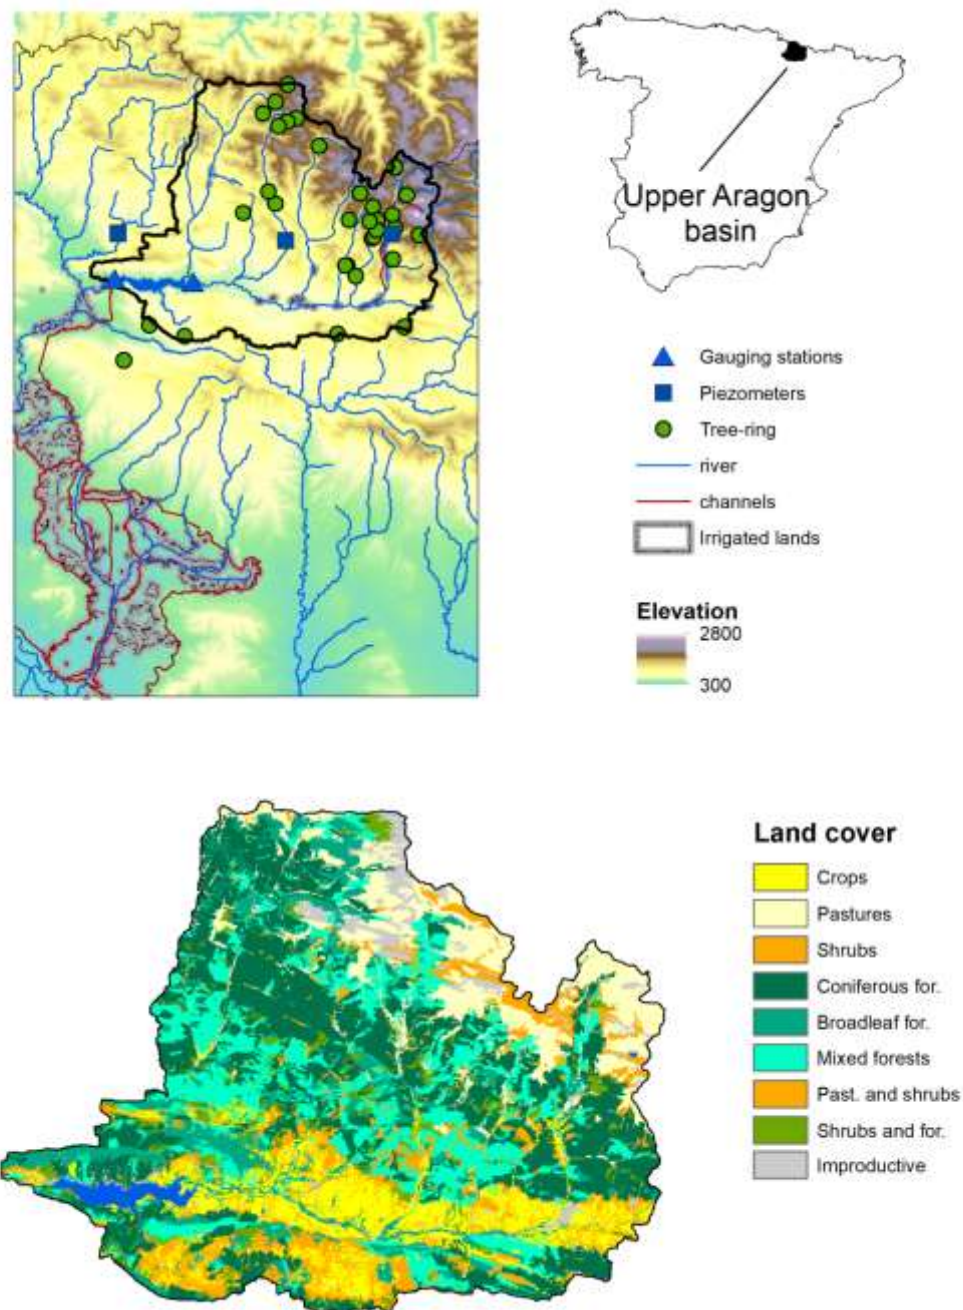 Upper Aragon
basin
Gauging stations
Piezometers
Tree-ring
river
channels
Irrigated lands
Elevation
2800
300
Land cover
Crops
Pastures
Shrubs
Coniferous for.
Broadleaf for.
Mixed forests
Past. and shrubs
Shrubs and for.
Improductive